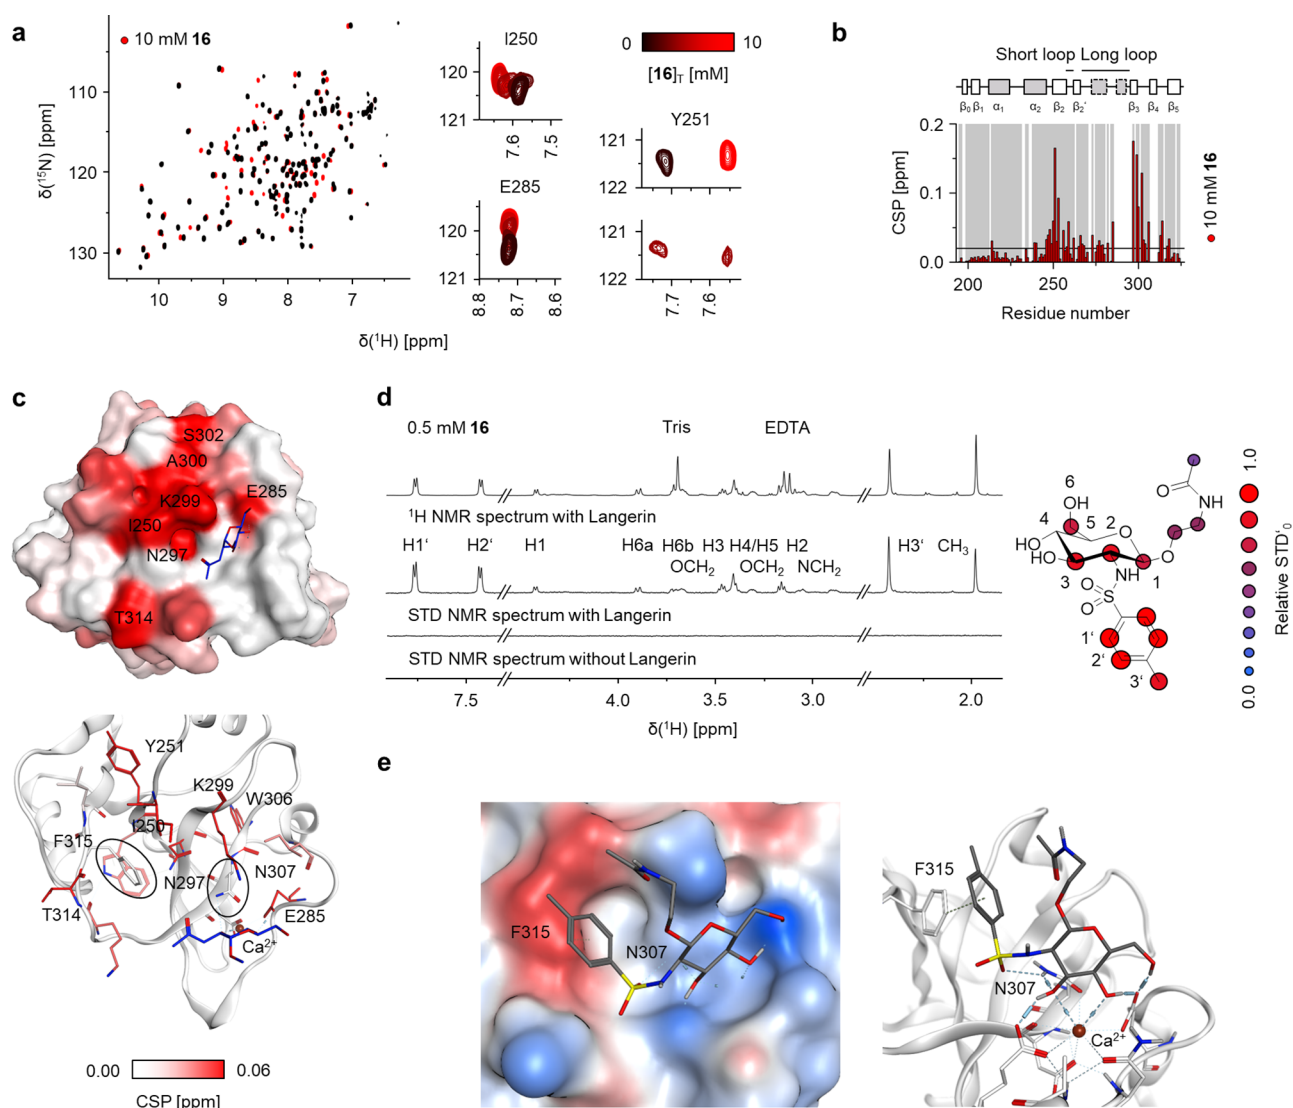 a
10 mM 16
110
120
130
10
9
8
7
6
δ(¹⁵N) [ppm]
δ(¹H) [ppm]
I250
120
121
7.6
7.5
E285
120
121
8.8
8.7
8.6
0
10
[16]T [mM]
Y251
121
122
121
122
7.7
7.6
b
Short loop
Long loop
β0
β1
α1
α2
β2
β2‘
β3
β4
β5
0.2
0.1
0.0
CSP [ppm]
200
250
300
Residue number
10 mM 16
c
S302
A300
K299
E285
I250
N297
T314
Y251
K299
W306
I250
F315
N297
N307
T314
E285
Ca²⁺
0.00
0.06
CSP [ppm]
d
0.5 mM 16
Tris
EDTA
¹H NMR spectrum with Langerin
H1‘
H2‘
H1
H6a
H6b
H3
H4/H5
H2
H3‘
CH₃
OCH₂
OCH₂
NCH₂
STD NMR spectrum with Langerin
STD NMR spectrum without Langerin
7.5
4.0
3.5
3.0
2.0
δ(¹H) [ppm]
O
NH
6
OH
4
5
2
O
HO
HO
O
3
NH
1
O
S
O
1‘
2‘
3‘
1.0
0.0
Relative STD‘0
e
F315
N307
F315
N307
Ca²⁺